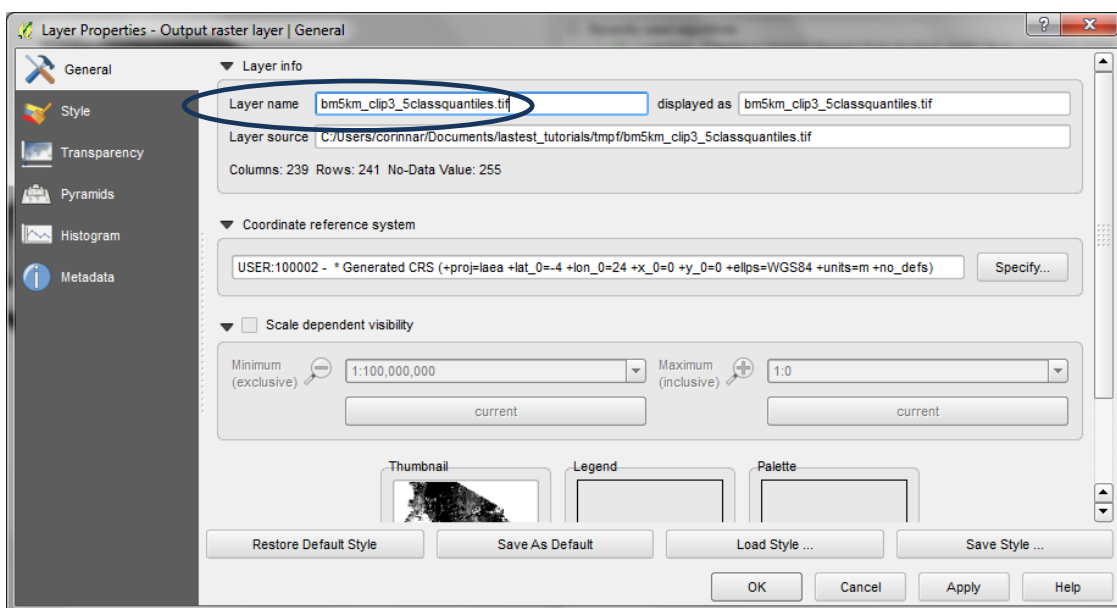 Layer Properties - Output raster layer | General
General
Style
Transparency
Pyramids
Histogram
Metadata
Layer info
Layer name bm5km_clip3_5classquantiles.tif displayed as bm5km_clip3_5classquantiles.tif
Layer source C:/Users/corinnar/Documents/lastest_tutorials/tmpf/bm5km_clip3_5classquantiles.tif
Columns: 239 Rows: 241 No-Data Value: 255
Coordinate reference system
USER:100002 - * Generated CRS (+proj=laea +lat_0=-4 +lon_0=24 +x_0=0 +y_0=0 +ellps=WGS84 +units=m +no_defs) Specify...
Scale dependent visibility
Minimum (exclusive) 1:100,000,000 Maximum (inclusive) 1:0
current current
Thumbnail Legend Palette
Restore Default Style Save As Default Load Style ... Save Style ...
OK Cancel Apply Help